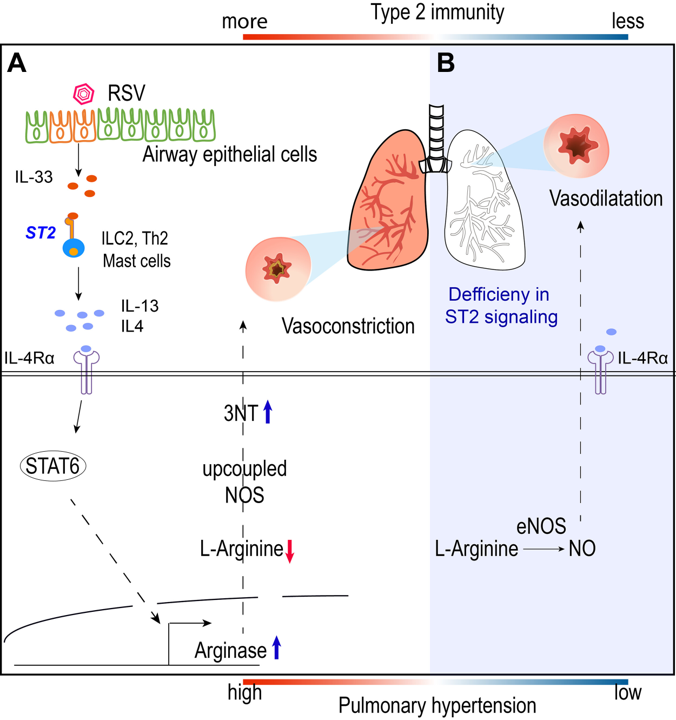 Type 2 immunity
more
less
A
B
RSV
Airway epithelial cells
IL-33
ST2
ILC2, Th2
Mast cells
IL-13
IL4
IL-4Rα
Vasoconstriction
Vasodilatation
Defficieny in
ST2 signaling
IL-4Rα
3NT
STAT6
upcoupled
NOS
L-Arginine
eNOS
L-Arginine
NO
Arginase
high
low
Pulmonary hypertension